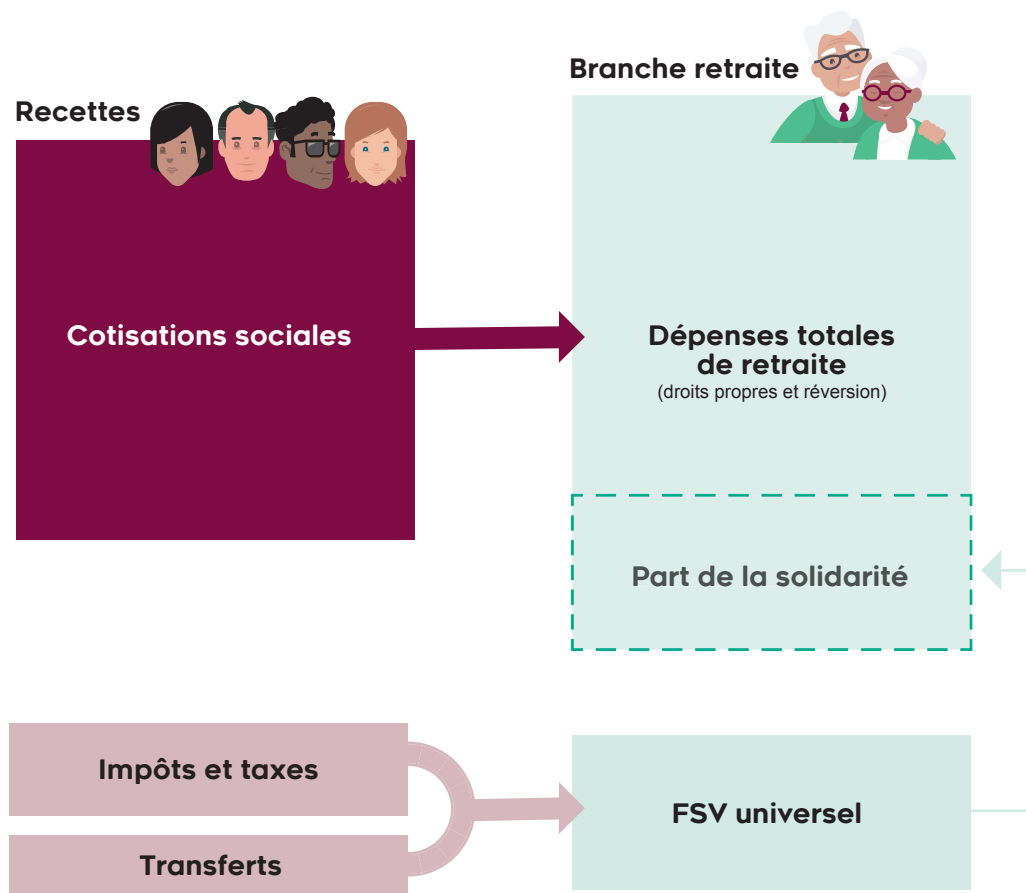 Branche retraite
Recettes
Cotisations sociales
Dépenses totales
de retraite
(droits propres et réversion)
Part de la solidarité
Impôts et taxes
FSV universel
Transferts